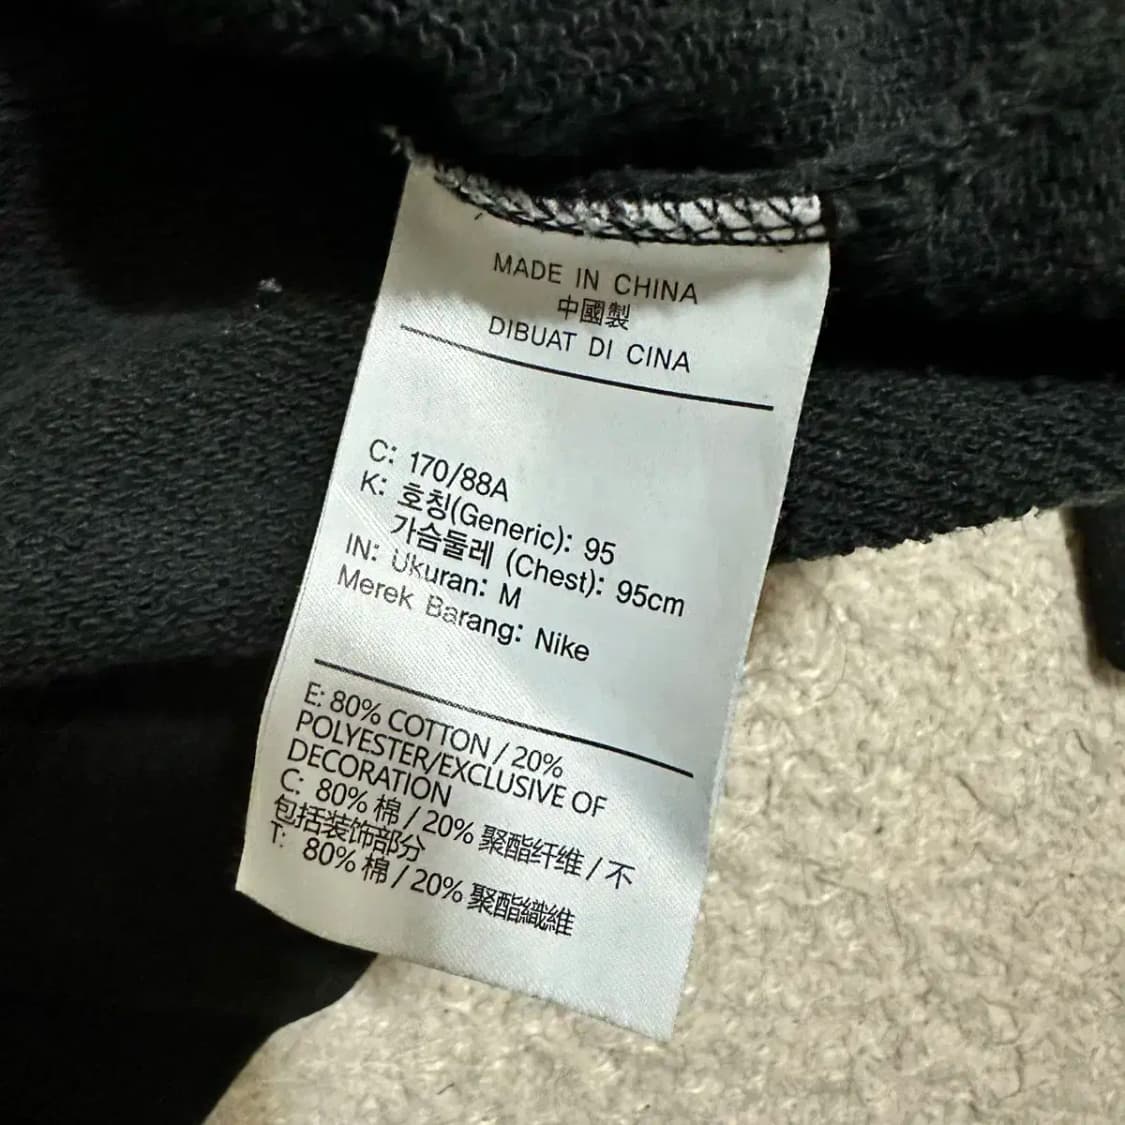 MADE IN CHINA
中國製
DIBUAT DI CINA
C: 170/88A
K: 호칭(Generic): 95
가슴둘레 (Chest): 95cm
IN: Ukuran: M
Merek Barang: Nike
E: 80% COTTON / 20%
POLYESTER/EXCLUSIVE OF
DECORATION
C: 80% 棉 / 20% 聚酯纤维 / 不
包括装饰部分
T: 80% 棉 / 20% 聚酯織維